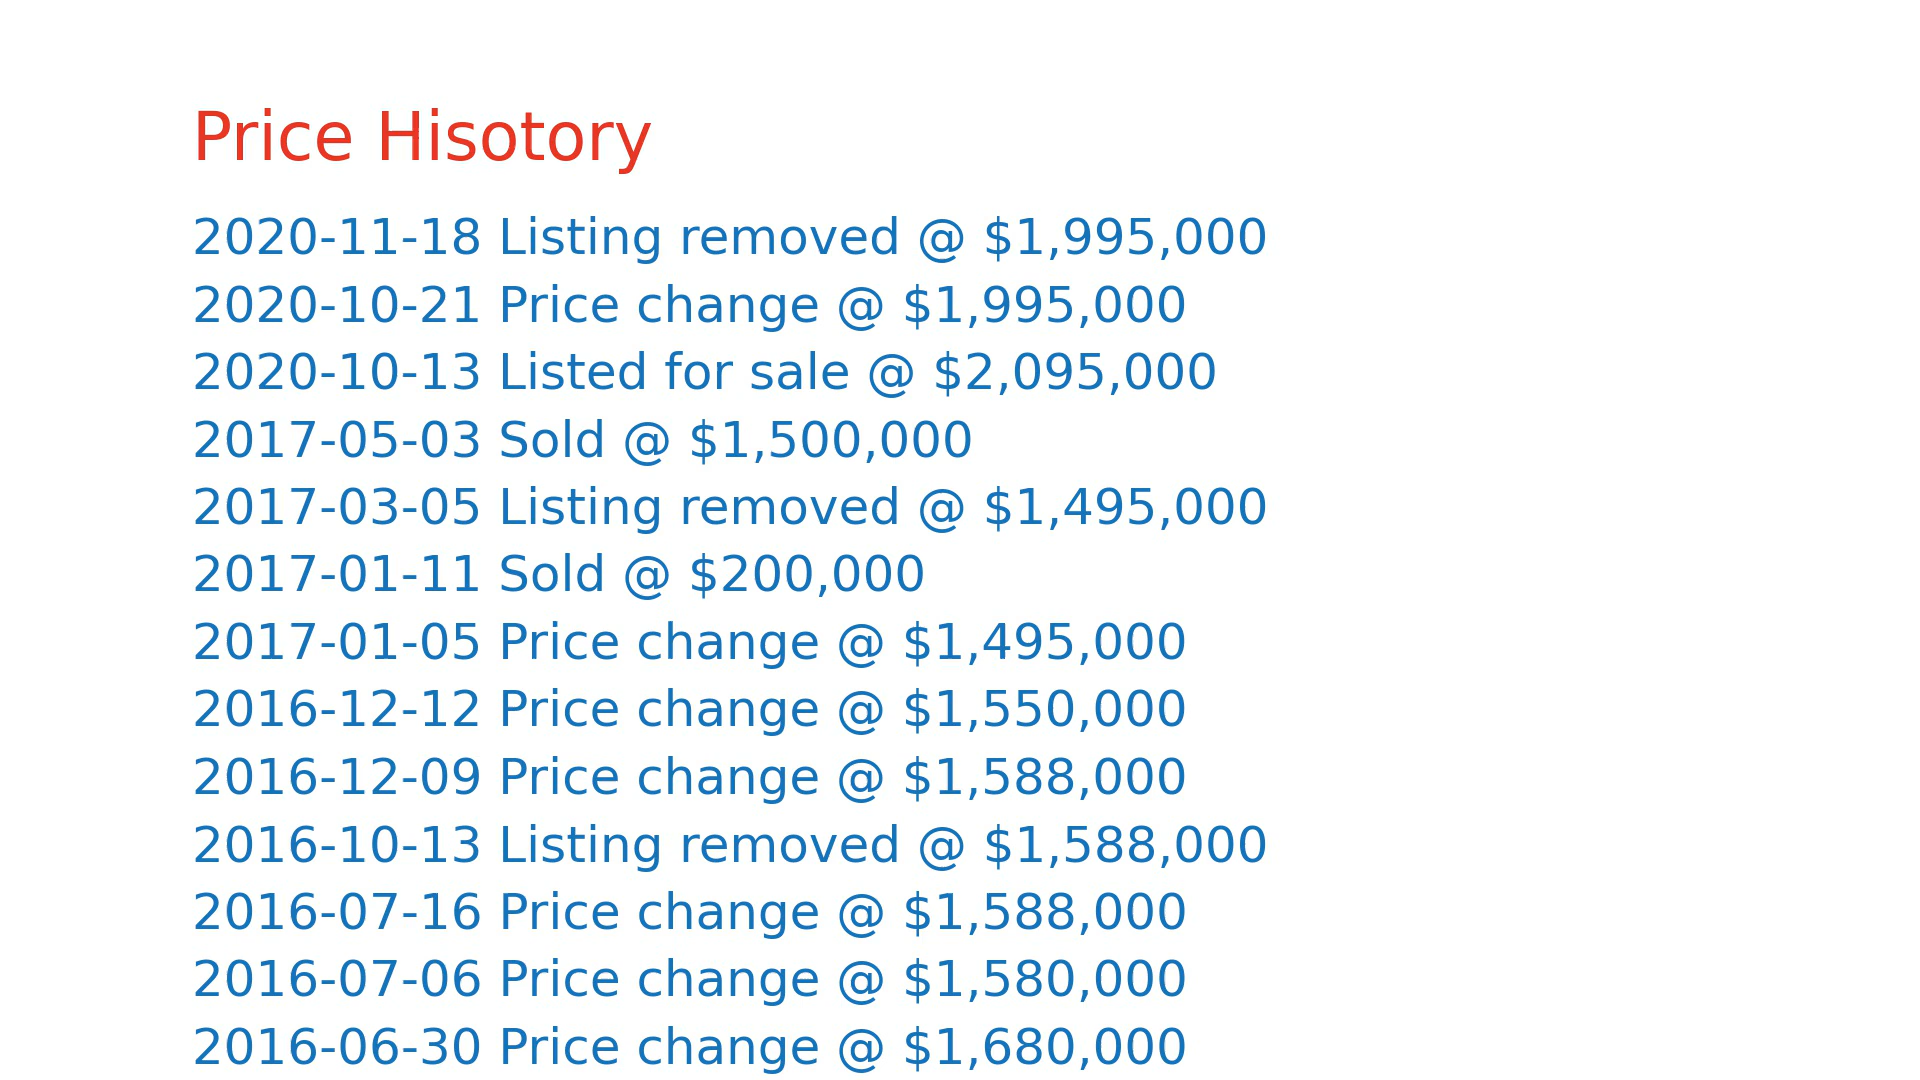 Price Hisotory
2020-11-18 Listing removed @ $1,995,000
2020-10-21 Price change @ $1,995,000
2020-10-13 Listed for sale @ $2,095,000
2017-05-03 Sold @ $1,500,000
2017-03-05 Listing removed @ $1,495,000
2017-01-11 Sold @ $200,000
2017-01-05 Price change @ $1,495,000
2016-12-12 Price change @ $1,550,000
2016-12-09 Price change @ $1,588,000
2016-10-13 Listing removed @ $1,588,000
2016-07-16 Price change @ $1,588,000
2016-07-06 Price change @ $1,580,000
2016-06-30 Price change @ $1,680,000